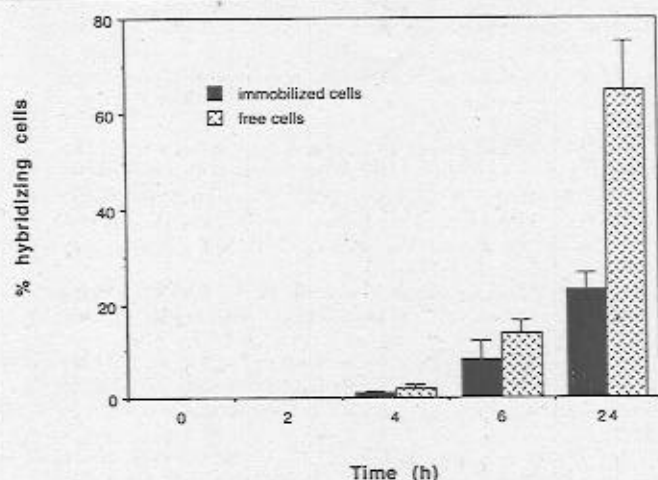 80
60
40
20
0
% hybridizing cells
immobilized cells
free cells
0 2 4 6 24
Time (h)